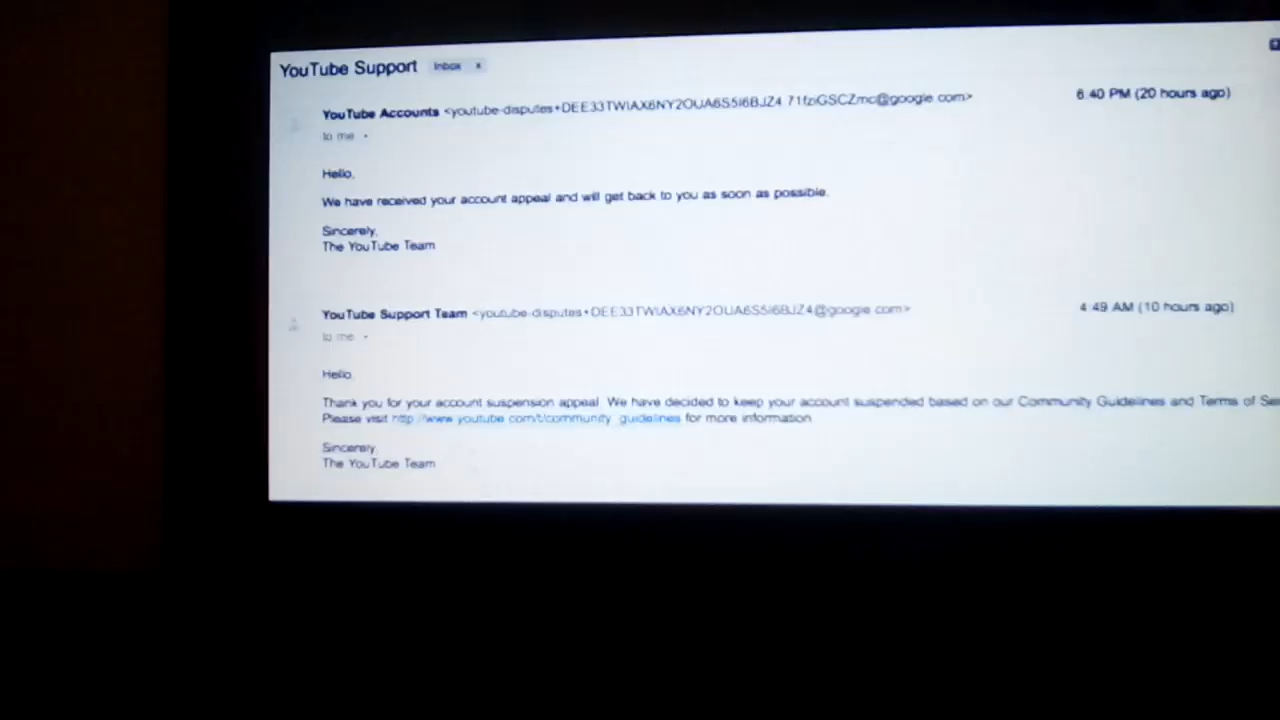 YouTube Support Inbox x
YouTube Accounts 6:40 PM (20 hours ago)
to me
Hello,
We have received your account appeal and will get back to you as soon as possible.
Sincerely,
The YouTube Team
YouTube Support Team 4:49 AM (10 hours ago)
to me
Hello,
Thank you for your account suspension appeal. We have decided to keep your account suspended based on our Community Guidelines and Terms of
Please visit http://www.youtube.com/t/community_guidelines for more information.
Sincerely,
The YouTube Team